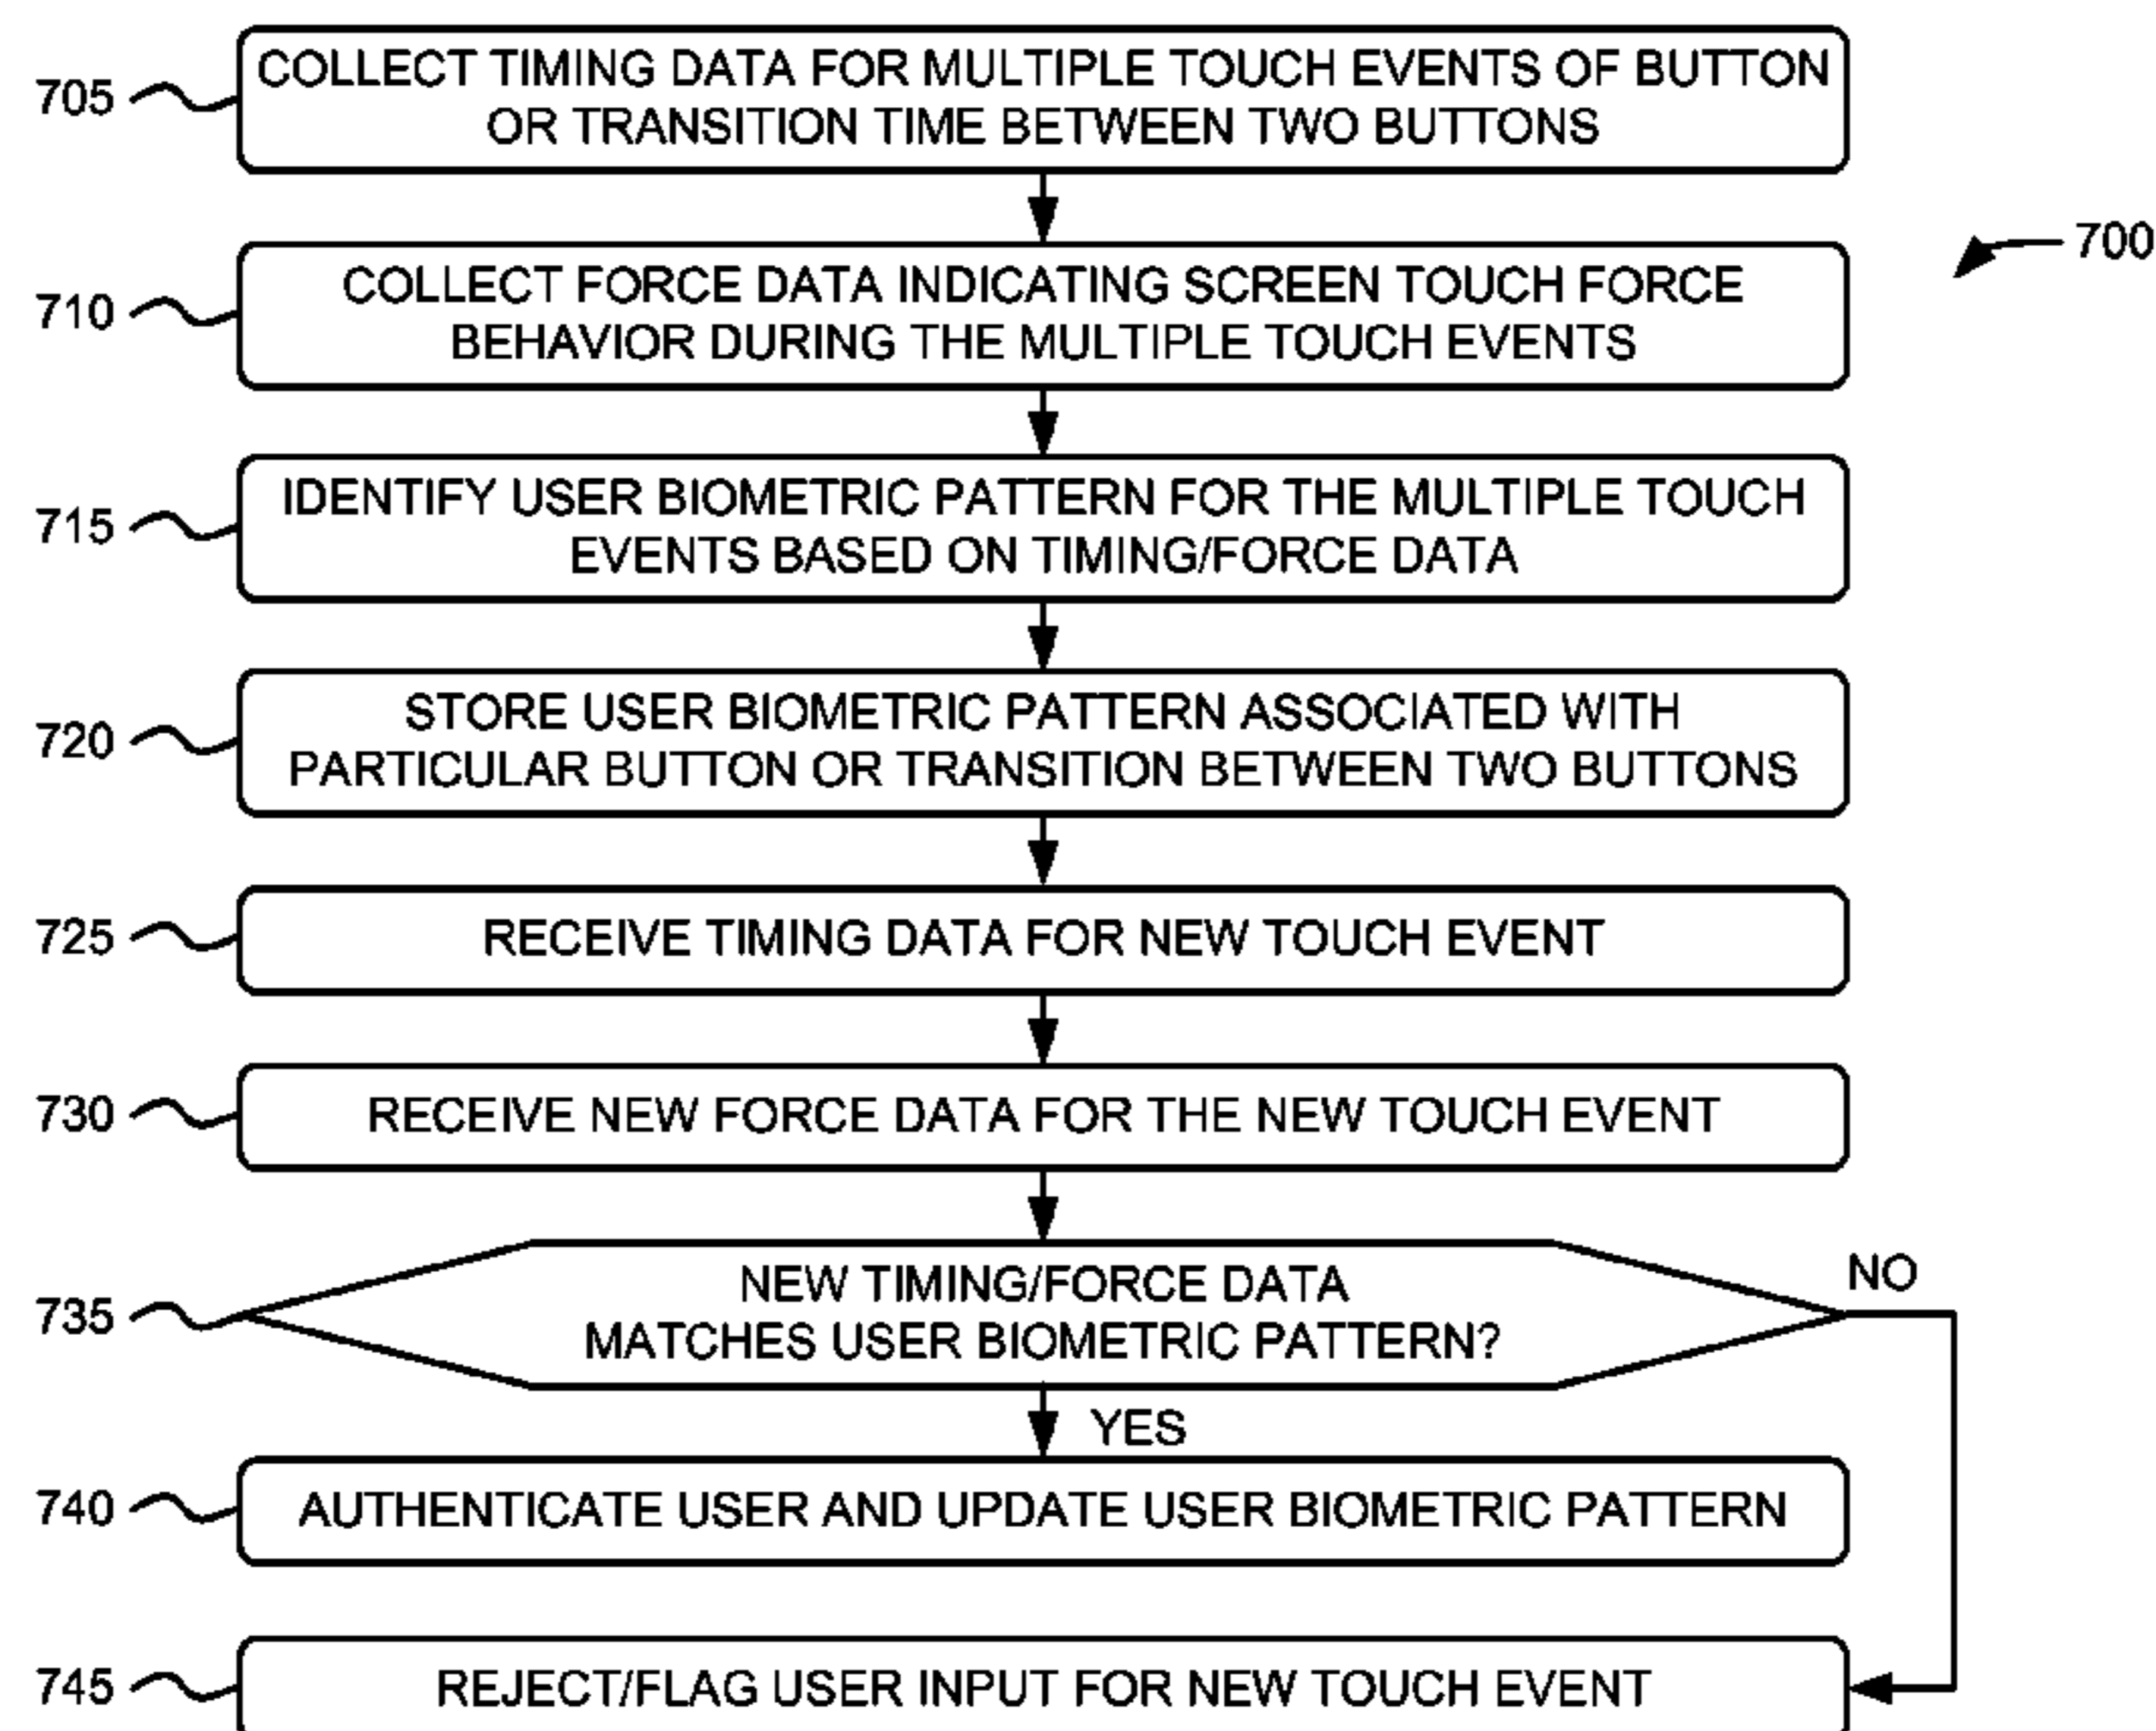 705
COLLECT TIMING DATA FOR MULTIPLE TOUCH EVENTS OF BUTTON
OR TRANSITION TIME BETWEEN TWO BUTTONS
700
710
COLLECT FORCE DATA INDICATING SCREEN TOUCH FORCE
BEHAVIOR DURING THE MULTIPLE TOUCH EVENTS
715
IDENTIFY USER BIOMETRIC PATTERN FOR THE MULTIPLE TOUCH
EVENTS BASED ON TIMING/FORCE DATA
720
STORE USER BIOMETRIC PATTERN ASSOCIATED WITH
PARTICULAR BUTTON OR TRANSITION BETWEEN TWO BUTTONS
725
RECEIVE TIMING DATA FOR NEW TOUCH EVENT
730
RECEIVE NEW FORCE DATA FOR THE NEW TOUCH EVENT
735
NEW TIMING/FORCE DATA
MATCHES USER BIOMETRIC PATTERN?
NO
YES
740
AUTHENTICATE USER AND UPDATE USER BIOMETRIC PATTERN
745
REJECT/FLAG USER INPUT FOR NEW TOUCH EVENT